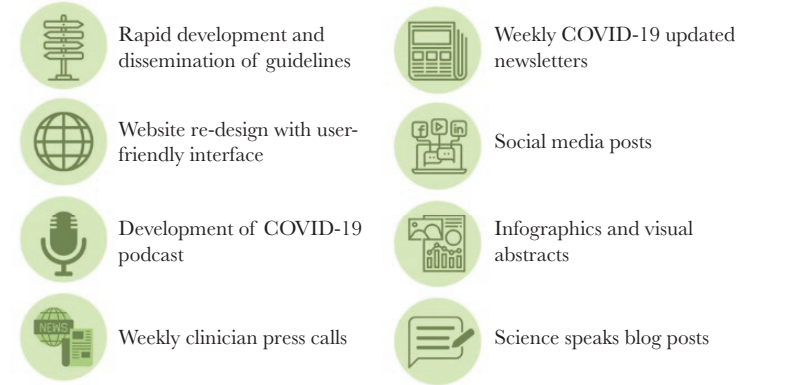 Rapid development and
dissemination of guidelines
Website re-design with user-
friendly interface
Development of COVID-19
podcast
NEWS
Weekly clinician press calls
Weekly COVID-19 updated
newsletters
f in
Social media posts
Infographics and visual
abstracts
Science speaks blog posts